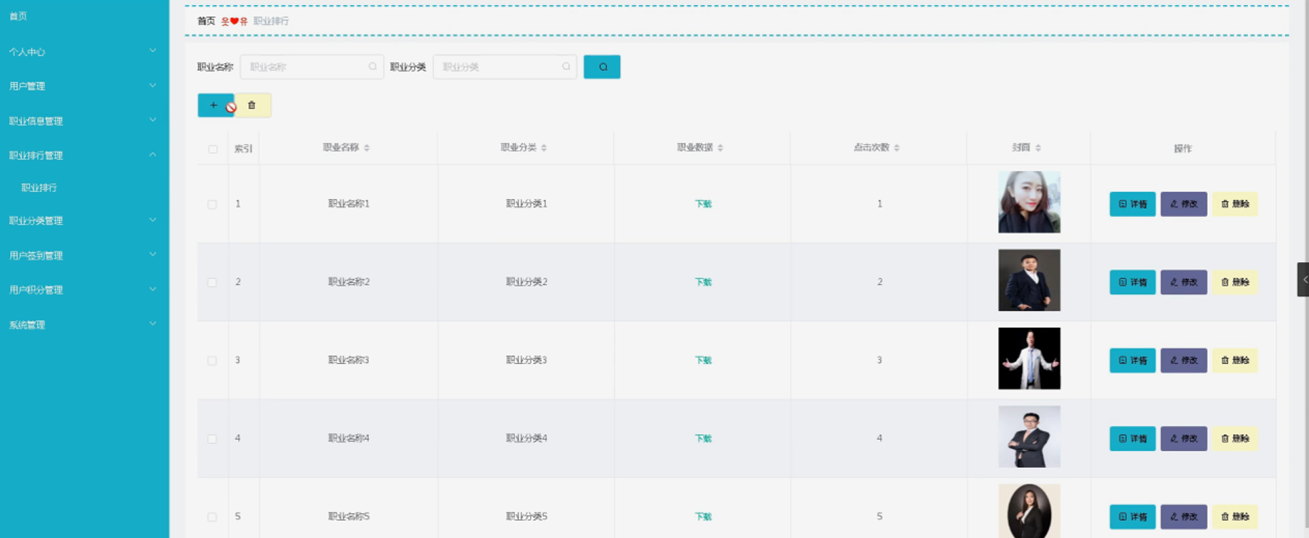 首页
个人中心
用户管理
职业信息管理
职业排行管理
职业排行
职业分类管理
用户签到管理
用户积分管理
系统管理
首页 웃❤유 职业排行
职业名称 职业名称 职业分类 职业分类
索引 职业名称 职业分类 职业数据 点击次数 封面 操作
1 职业名称1 职业分类1 下载 1 详情 修改 删除
2 职业名称2 职业分类2 下载 2 详情 修改 删除
3 职业名称3 职业分类3 下载 3 详情 修改 删除
4 职业名称4 职业分类4 下载 4 详情 修改 删除
5 职业名称5 职业分类5 下载 5 详情 修改 删除